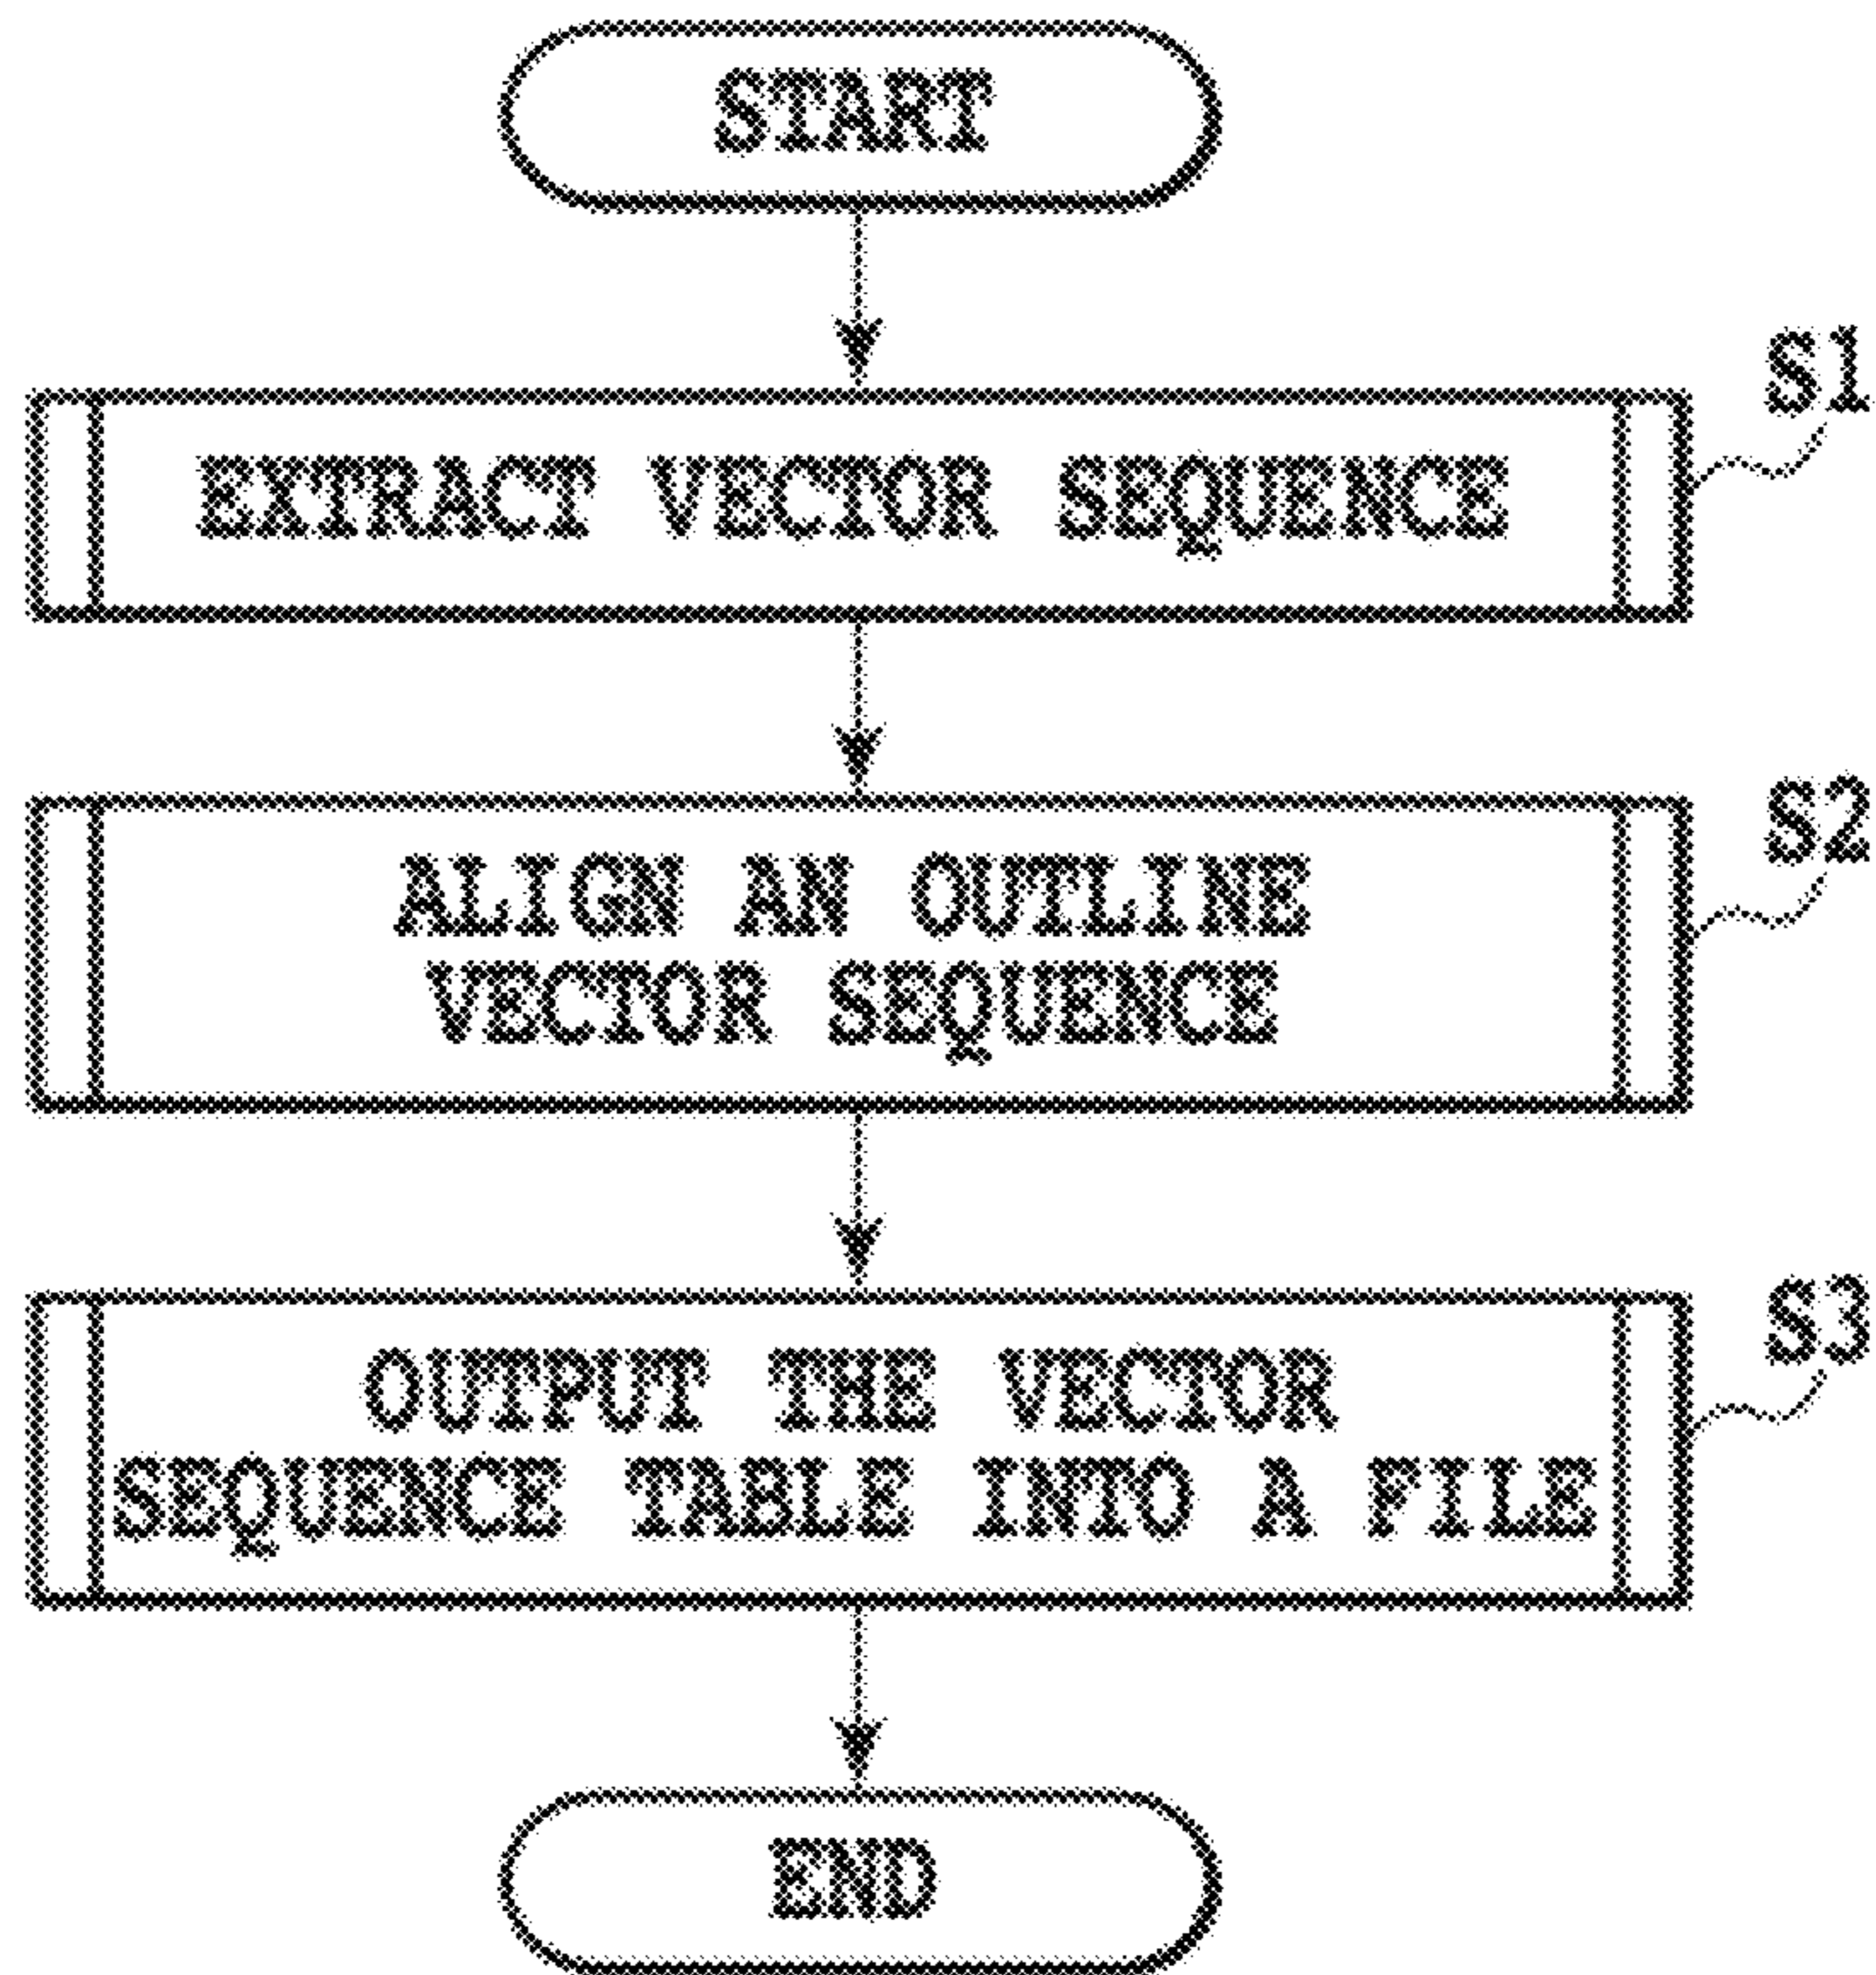 START
S1
EXTRACT VECTOR SEQUENCE
S2
ALIGN AN OUTLINE
VECTOR SEQUENCE
S3
OUTPUT THE VECTOR
SEQUENCE TABLE INTO A FILE
END